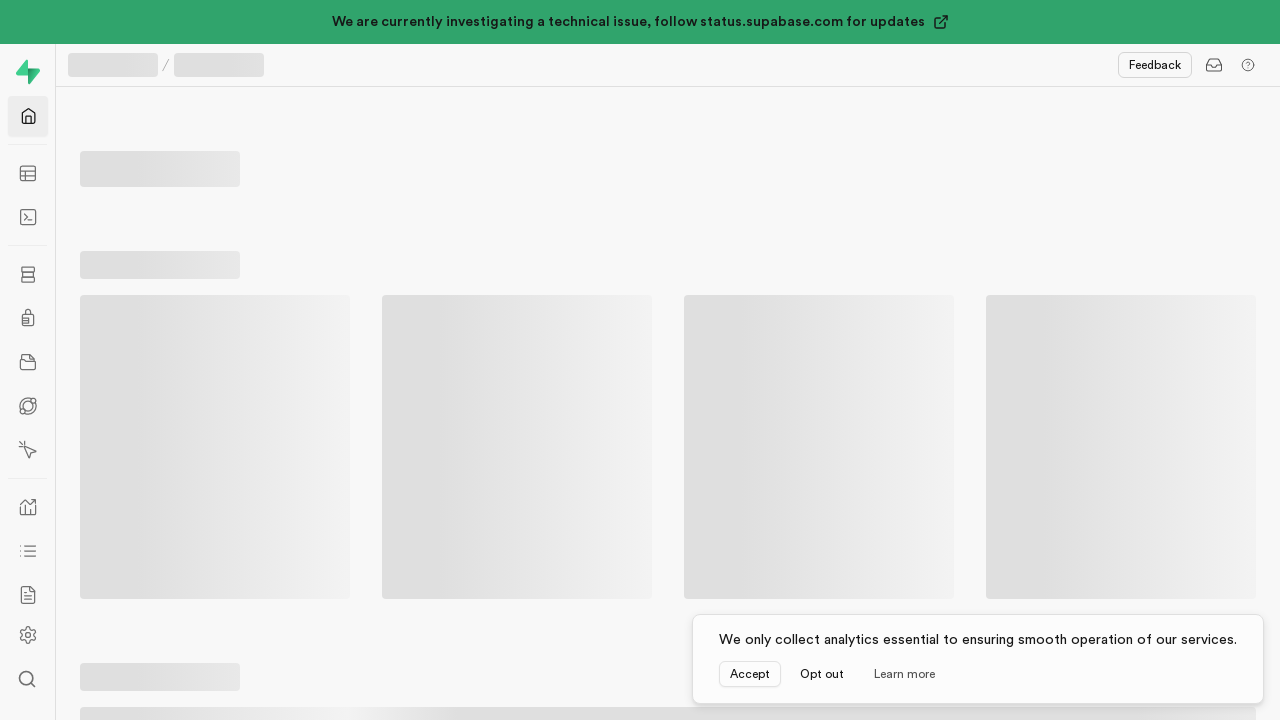 We are currently investigating a technical issue, follow status.supabase.com for updates
/
Feedback
We only collect analytics essential to ensuring smooth operation of our services.
Accept Opt out Learn more